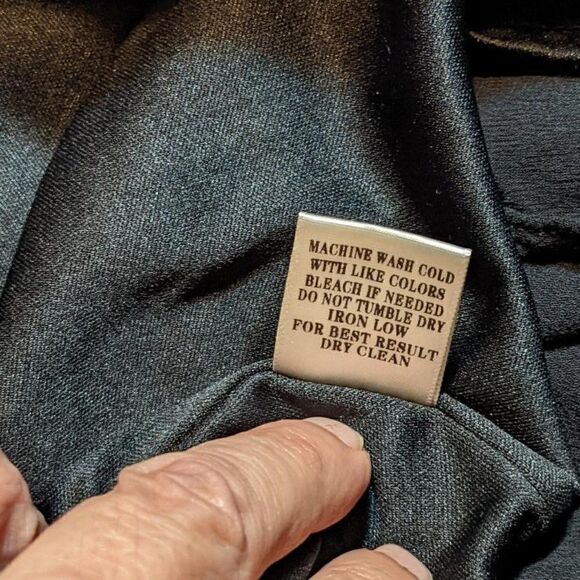 MACHINE WASH COLD
WITH LIKE COLORS
BLEACH IF NEEDED
DO NOT TUMBLE DRY
IRON LOW
FOR BEST RESULT
DRY CLEAN